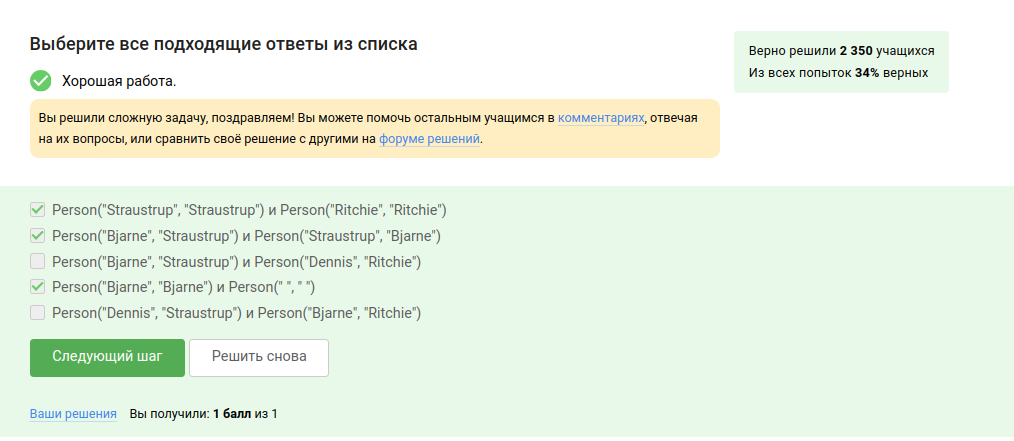 Выберите все подходящие ответы из списка
Хорошая работа.
Верно решили 2 350 учащихся
Из всех попыток 34% верных
Вы решили сложную задачу, поздравляем! Вы можете помочь остальным учащимся в комментариях, отвечая
на их вопросы, или сравнить своё решение с другими на форуме решений.
Person("Straustrup", "Straustrup") и Person("Ritchie", "Ritchie")
Person("Bjarne", "Straustrup") и Person("Straustrup", "Bjarne")
Person("Bjarne", "Straustrup") и Person("Dennis", "Ritchie")
Person("Bjarne", "Bjarne") и Person(" ", " ")
Person("Dennis", "Straustrup") и Person("Bjarne", "Ritchie")
Следующий шаг
Решить снова
Ваши решения Вы получили: 1 балл из 1